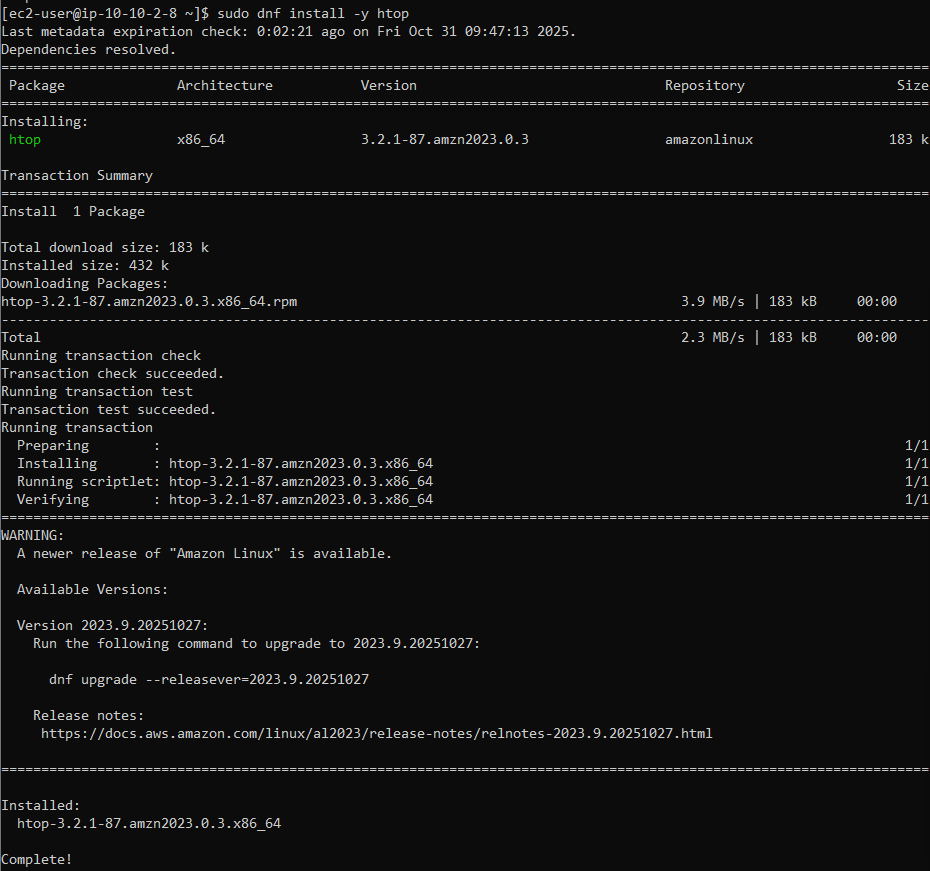 [ec2-user@ip-10-10-2-8 ~]$ sudo dnf install -y htop
Last metadata expiration check: 0:02:21 ago on Fri Oct 31 09:47:13 2025.
Dependencies resolved.
====================================================================================================================
 Package              Architecture           Version                               Repository                   Size
====================================================================================================================
Installing:
 htop                 x86_64                 3.2.1-87.amzn2023.0.3                 amazonlinux                 183 k

Transaction Summary
====================================================================================================================
Install  1 Package

Total download size: 183 k
Installed size: 432 k
Downloading Packages:
htop-3.2.1-87.amzn2023.0.3.x86_64.rpm                                                3.9 MB/s | 183 kB     00:00
--------------------------------------------------------------------------------------------------------------------
Total                                                                                2.3 MB/s | 183 kB     00:00
Running transaction check
Transaction check succeeded.
Running transaction test
Transaction test succeeded.
Running transaction
  Preparing        :                                                                                             1/1
  Installing       : htop-3.2.1-87.amzn2023.0.3.x86_64                                                           1/1
  Running scriptlet: htop-3.2.1-87.amzn2023.0.3.x86_64                                                           1/1
  Verifying        : htop-3.2.1-87.amzn2023.0.3.x86_64                                                           1/1
====================================================================================================================
WARNING:
  A newer release of "Amazon Linux" is available.

  Available Versions:

  Version 2023.9.20251027:
    Run the following command to upgrade to 2023.9.20251027:

      dnf upgrade --releasever=2023.9.20251027

    Release notes:
     https://docs.aws.amazon.com/linux/al2023/release-notes/relnotes-2023.9.20251027.html

====================================================================================================================

Installed:
  htop-3.2.1-87.amzn2023.0.3.x86_64

Complete!